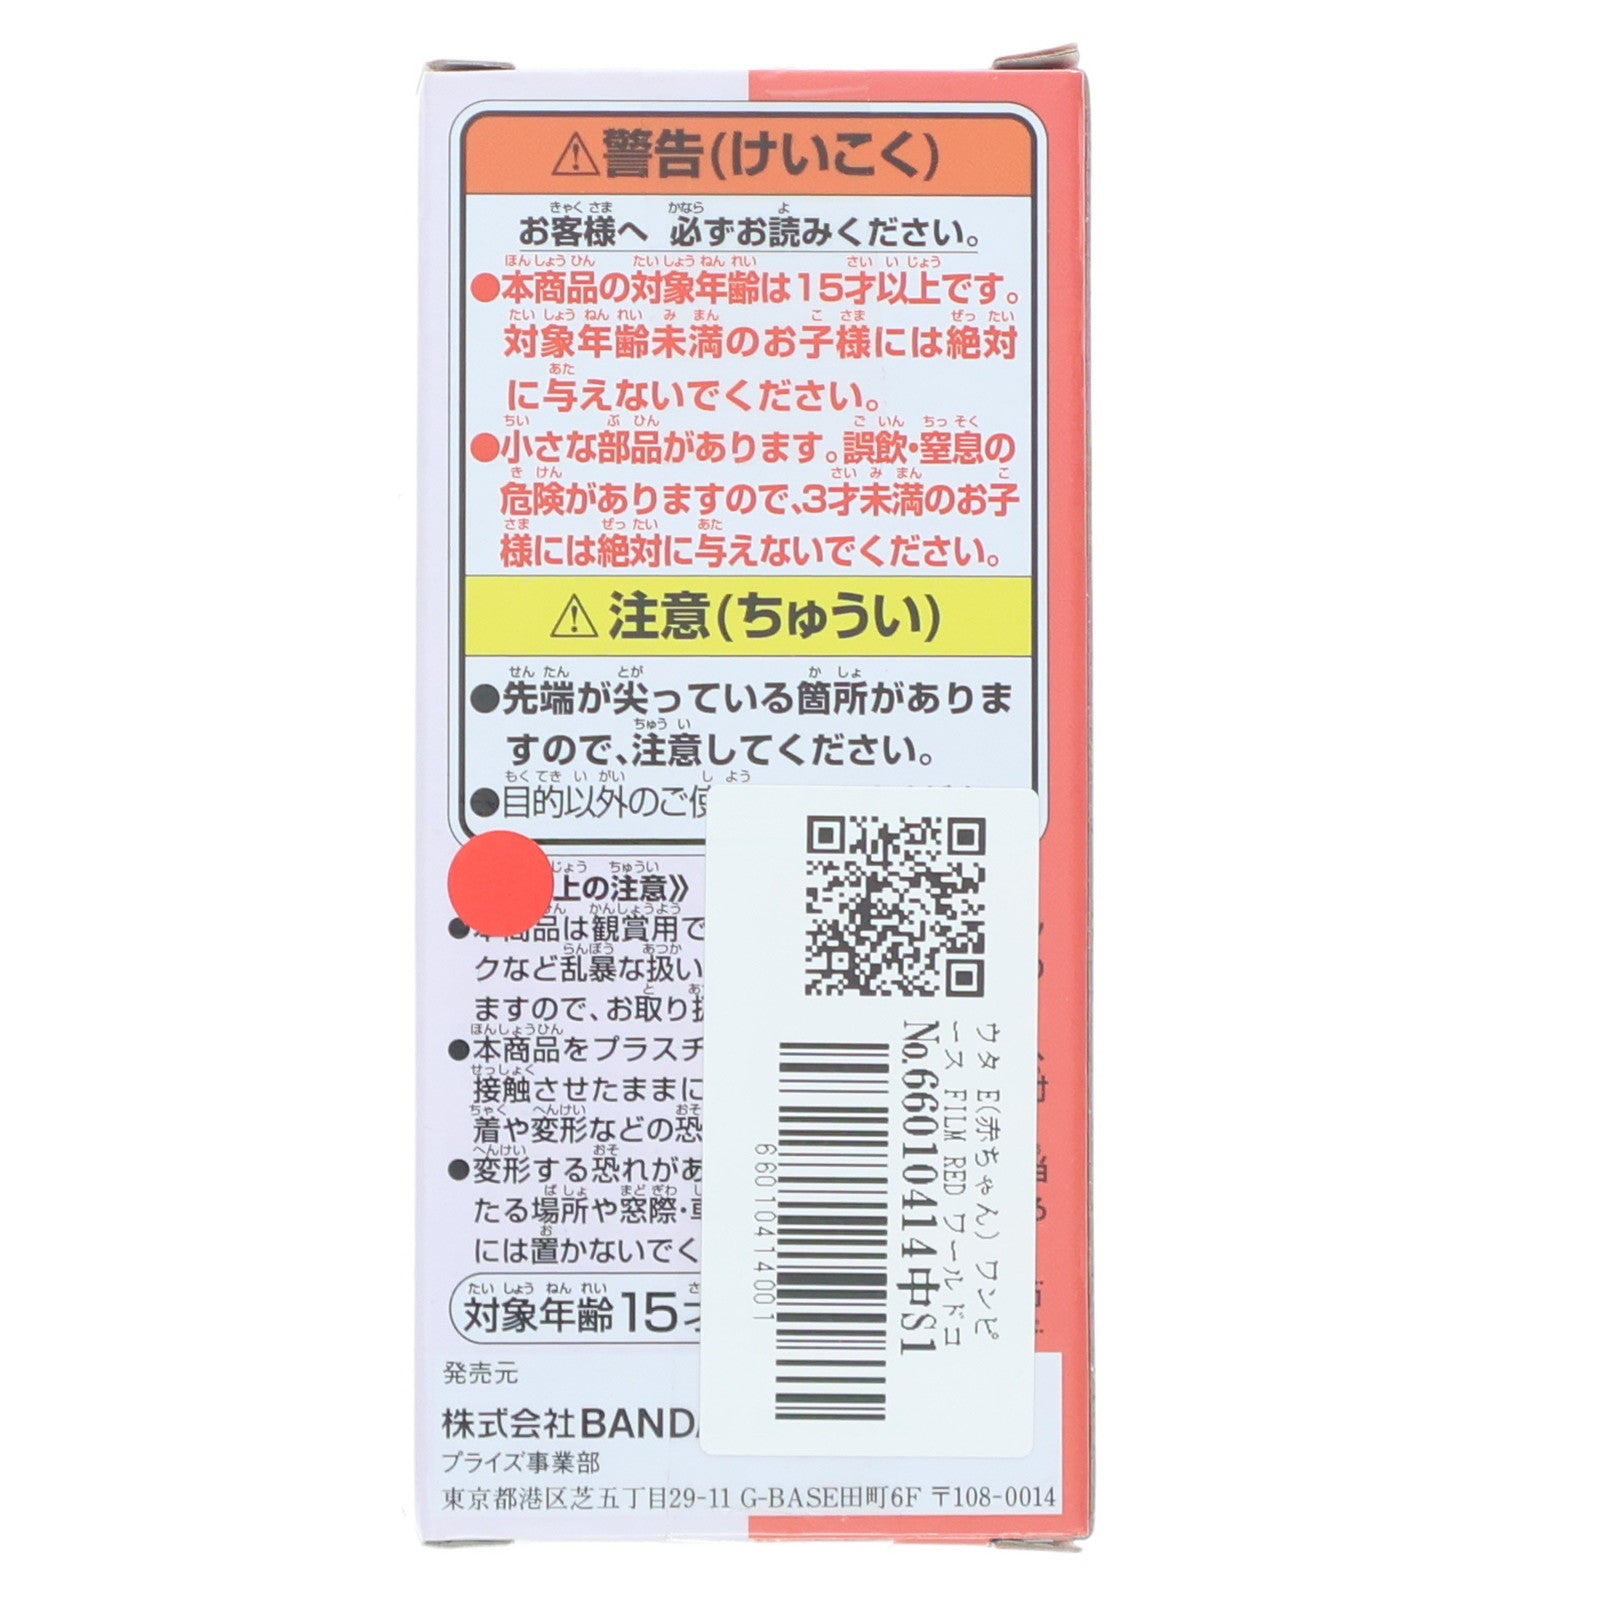 ⚠警告(けいこく)
お客様へ 必ずお読みください。
●本商品の対象年齢は15才以上です。
対象年齢未満のお子様には絶対
に与えないでください。
●小さな部品があります。誤飲・窒息の
危険がありますので、3才未満のお子
様には絶対に与えないでください。
⚠注意(ちゅうい)
●先端が尖っている箇所がありま
すので、注意してください。
●目的以外のご使
上の注意》
●本商品は観賞用で
クなど乱暴な扱い
ますので、お取り扱
●本商品をプラスチ
接触させたままに
着や変形などの恐
●変形する恐れがあ
たる場所や窓際・車
には置かないでく
対象年齢15才
発売元
株式会社BANDA
プライズ事業部
東京都港区芝五丁目29-11 G-BASE田町6F 〒108-0014
ウタ E(赤ちゃん) ワンピ
ース FILM RED ワールドコ
No.66010414中S1
66010414001